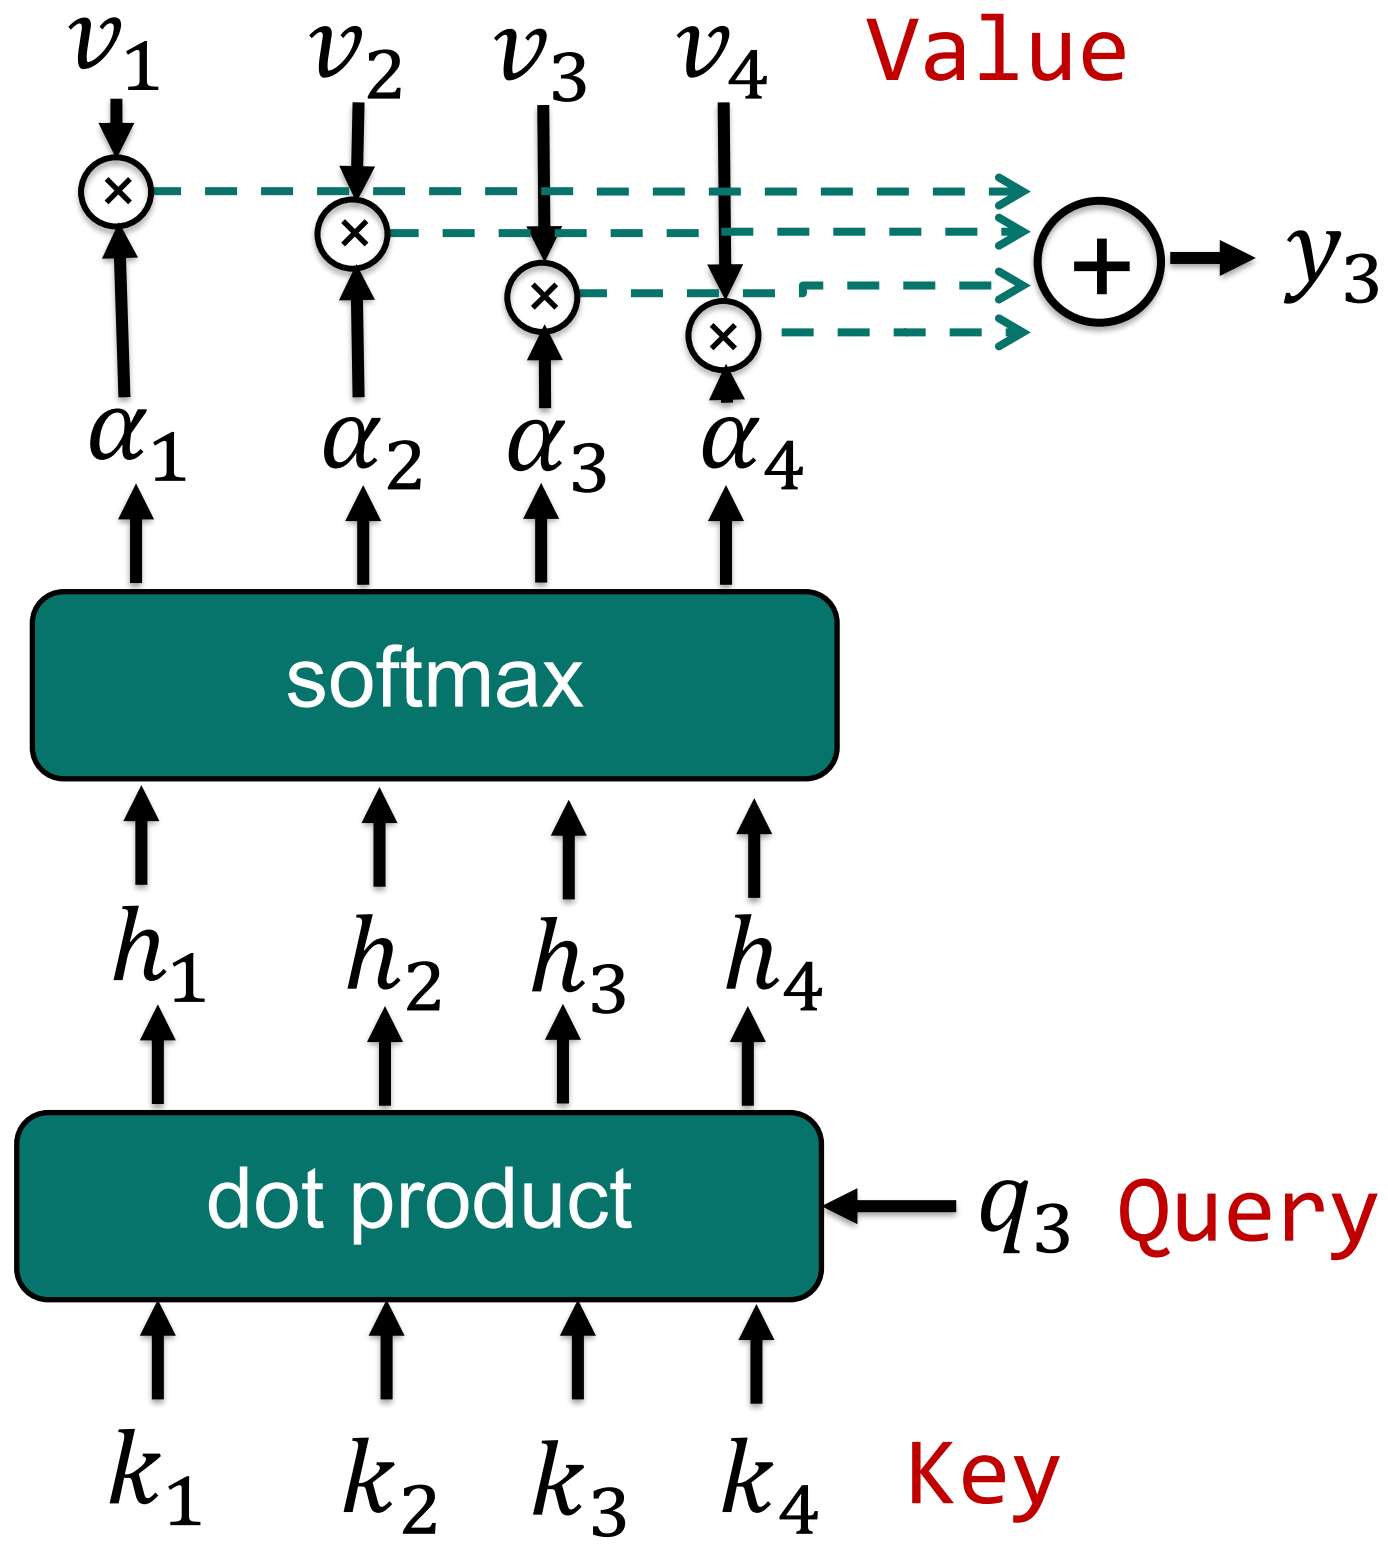 v₁ v₂ v₃ v₄ Value
× × × × + y₃
α₁ α₂ α₃ α₄
softmax
h₁ h₂ h₃ h₄
dot product
q₃ Query
k₁ k₂ k₃ k₄ Key